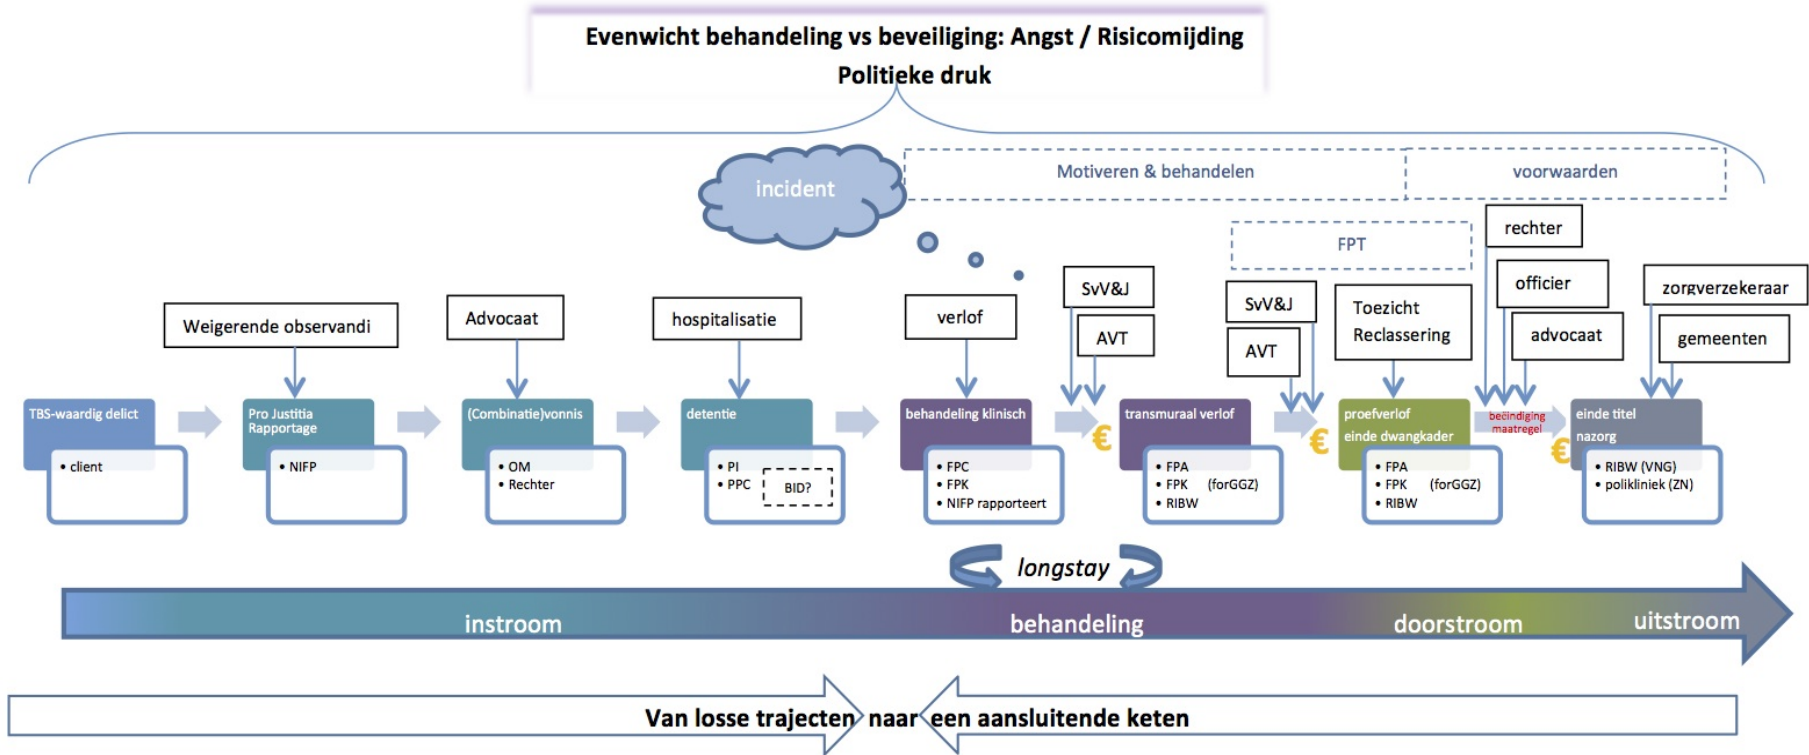 Evenwicht behandeling vs beveiliging: Angst / Risicomijding
Politieke druk
incident
Motiveren & behandelen
voorwaarden
FPT
rechter
officier
advocaat
zorgverzekeraar
gemeenten
Weigerende observandi
Advocaat
hospitalisatie
verlof
SvV&J
AVT
SvV&J
AVT
Toezicht
Reclassering
TBS-waardig delict
• client
Pro Justitia
Rapportage
• NIFP
(Combinatie)vonnis
• OM
• Rechter
detentie
• PI
• PPC
BID?
behandeling klinisch
• FPC
• FPK
• NIFP rapporteert
€
transmuraal verlof
• FPA
• FPK (forGGZ)
• RIBW
€
proefverlof
einde dwangkader
• FPA
• FPK (forGGZ)
• RIBW
beëindiging
maatregel
€
einde titel
nazorg
• RIBW (VNG)
• polikliniek (ZN)
longstay
instroom
behandeling
doorstroom
uitstroom
Van losse trajecten naar een aansluitende keten